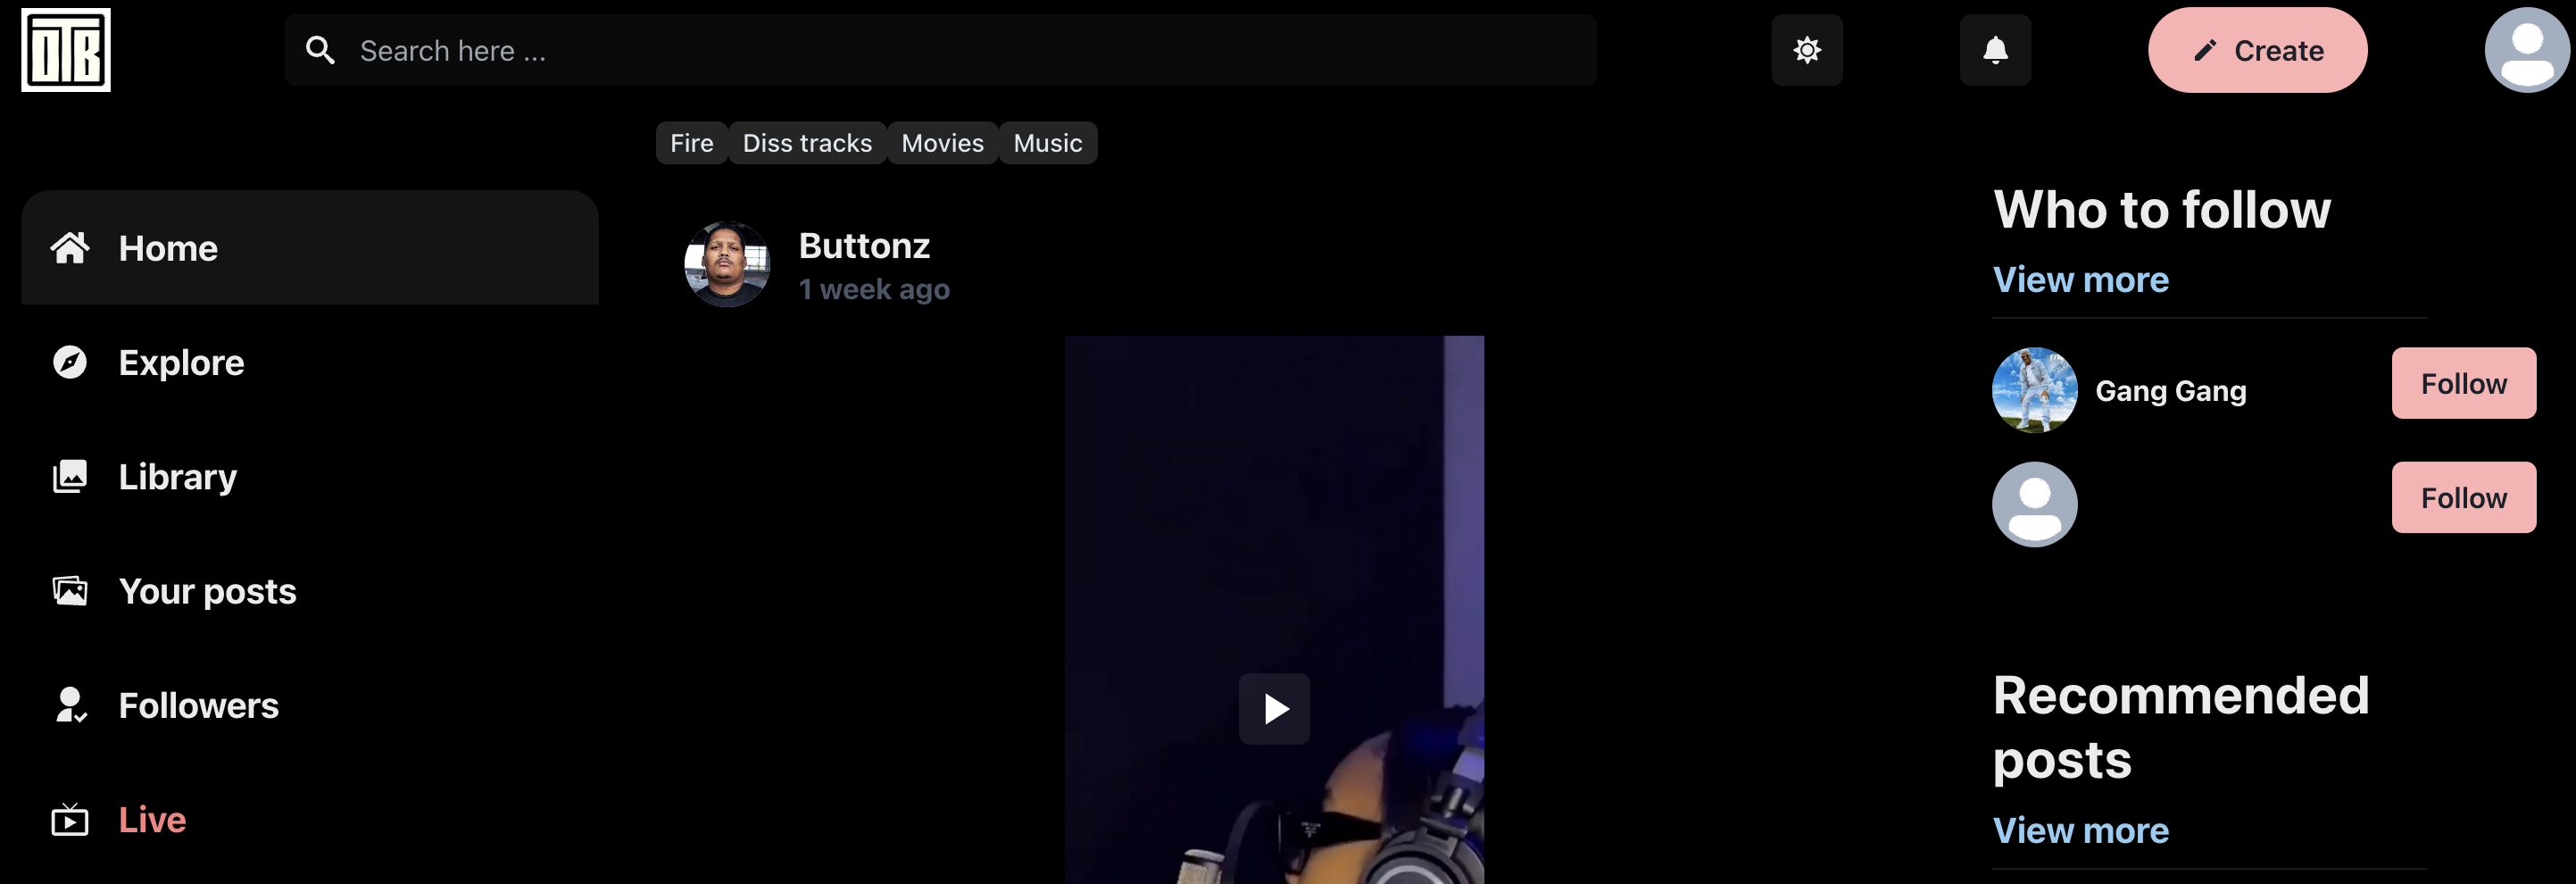 OTB
Search here ...
Create
Fire
Diss tracks
Movies
Music
Home
Explore
Library
Your posts
Followers
Live
Buttonz
1 week ago
Who to follow
View more
Gang Gang
Follow
Follow
Recommended
posts
View more